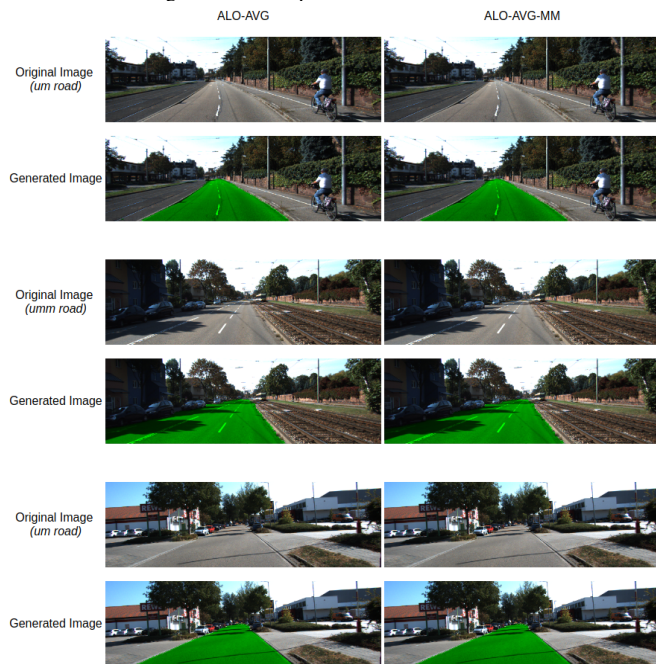 ALO-AVG ALO-AVG-MM
Original Image
(um road)
Generated Image
Original Image
(umm road)
Generated Image
Original Image
(um road)
Generated Image